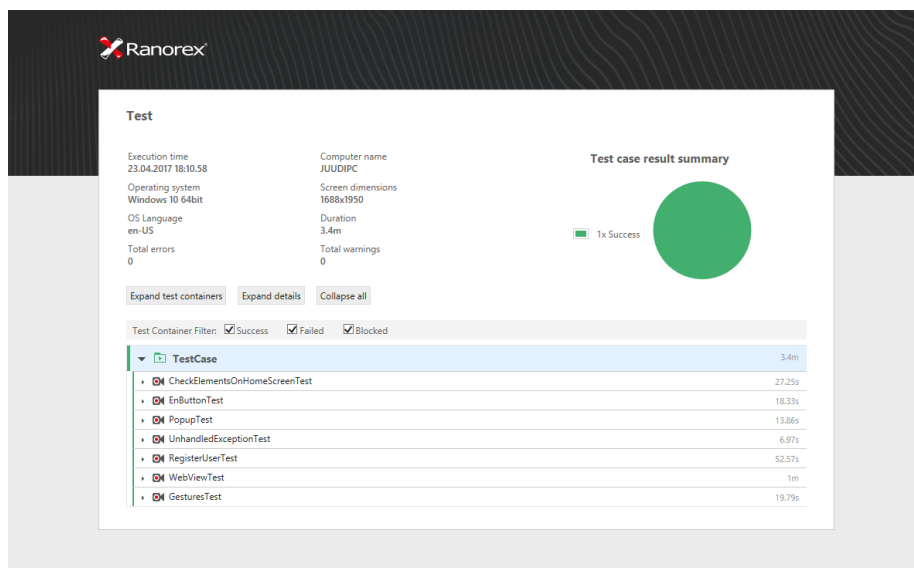 Ranorex
Test
Execution time
23.04.2017 18:10.58
Computer name
JUUDIPC
Operating system
Windows 10 64bit
Screen dimensions
1688x1950
OS Language
en-US
Duration
3.4m
Total errors
0
Total warnings
0
Test case result summary
1x Success
Expand test containers Expand details Collapse all
Test Container Filter: Success Failed Blocked
TestCase 3.4m
CheckElementsOnHomeScreenTest 27.25s
EnButtonTest 18.33s
PopupTest 13.86s
UnhandledExceptionTest 6.97s
RegisterUserTest 52.57s
WebViewTest 1m
GesturesTest 19.79s